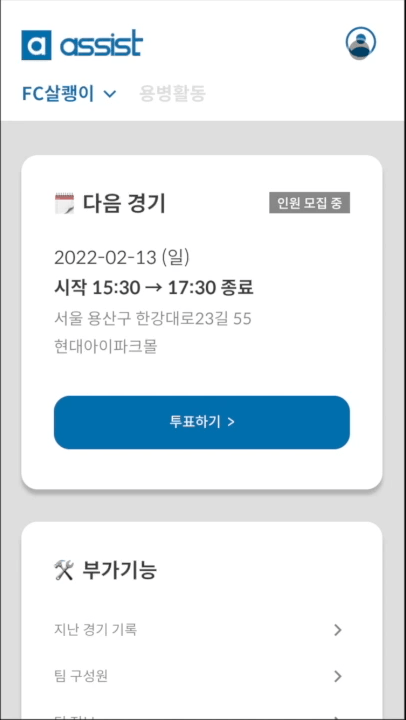 a assist
FC살쾡이 용병활동
다음 경기 인원 모집 중
2022-02-13 (일)
시작 15:30 → 17:30 종료
서울 용산구 한강대로23길 55
현대아이파크몰
투표하기 >
부가기능
지난 경기 기록
팀 구성원